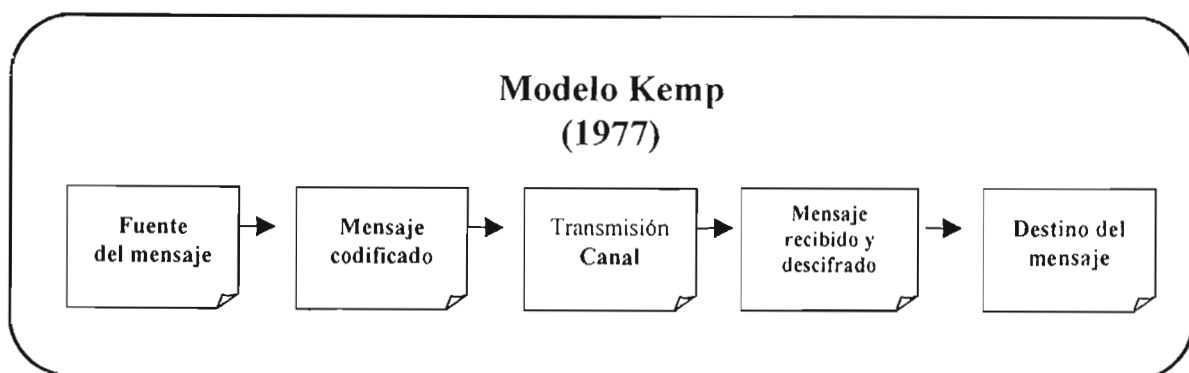 Modelo Kemp
(1977)
Fuente
del mensaje
Mensaje
codificado
Transmisión
Canal
Mensaje
recibido y
descifrado
Destino del
mensaje